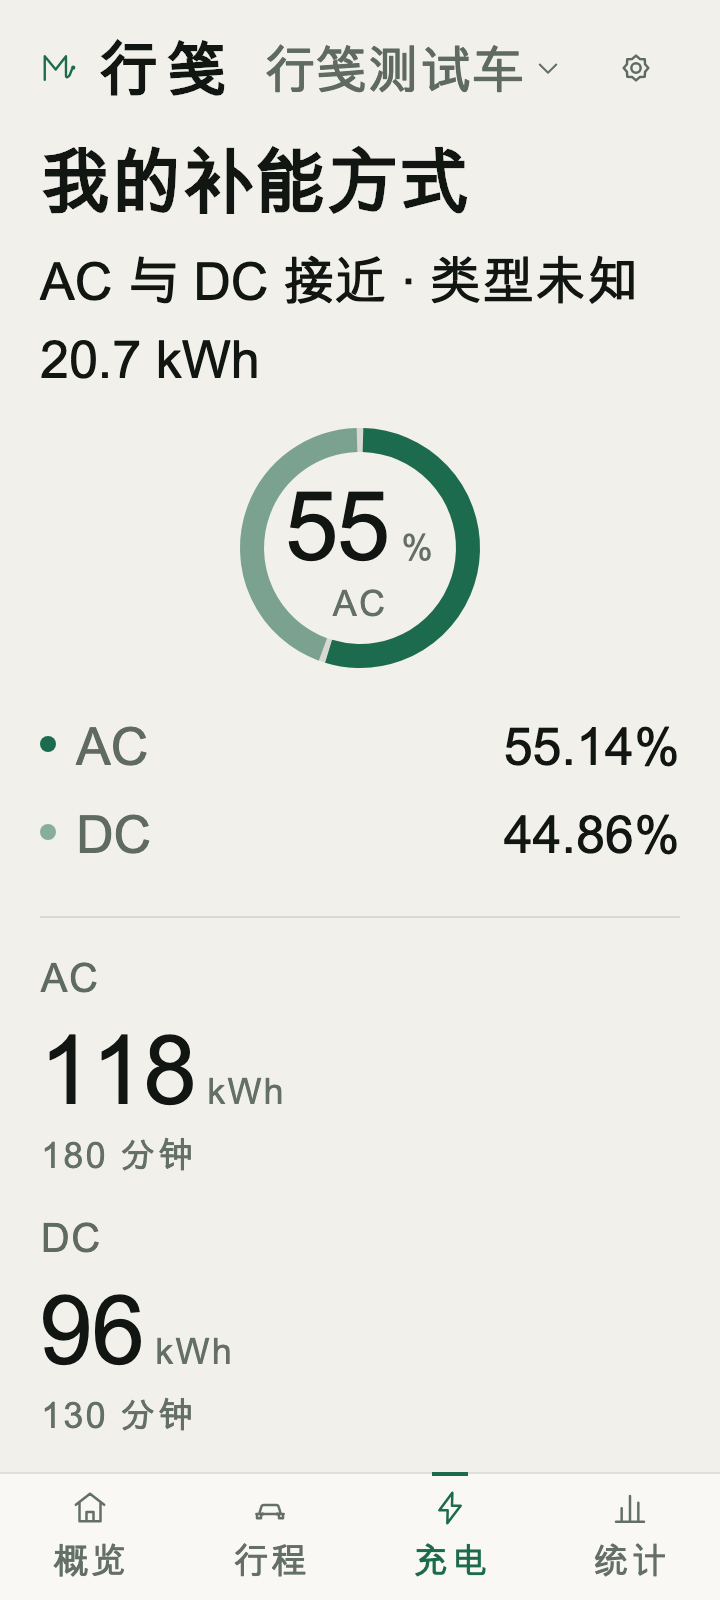 行笺 行笺测试车
我的补能方式
AC 与 DC 接近 · 类型未知
20.7 kWh
55 %
AC
AC 55.14%
DC 44.86%
AC
118 kWh
180 分钟
DC
96 kWh
130 分钟
概览 行程 充电 统计